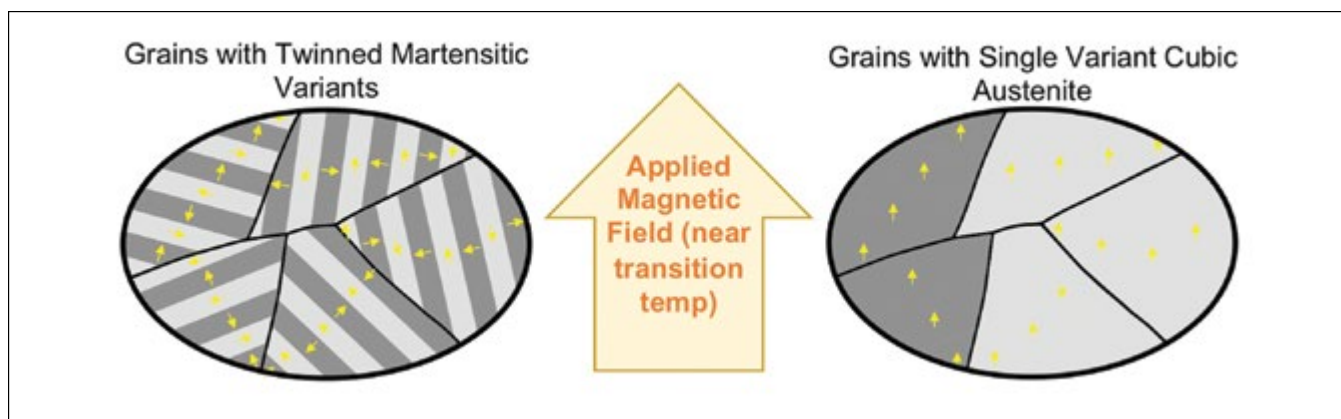 Grains with Twinned Martensitic
Variants
Applied
Magnetic
Field (near
transition
temp)
Grains with Single Variant Cubic
Austenite